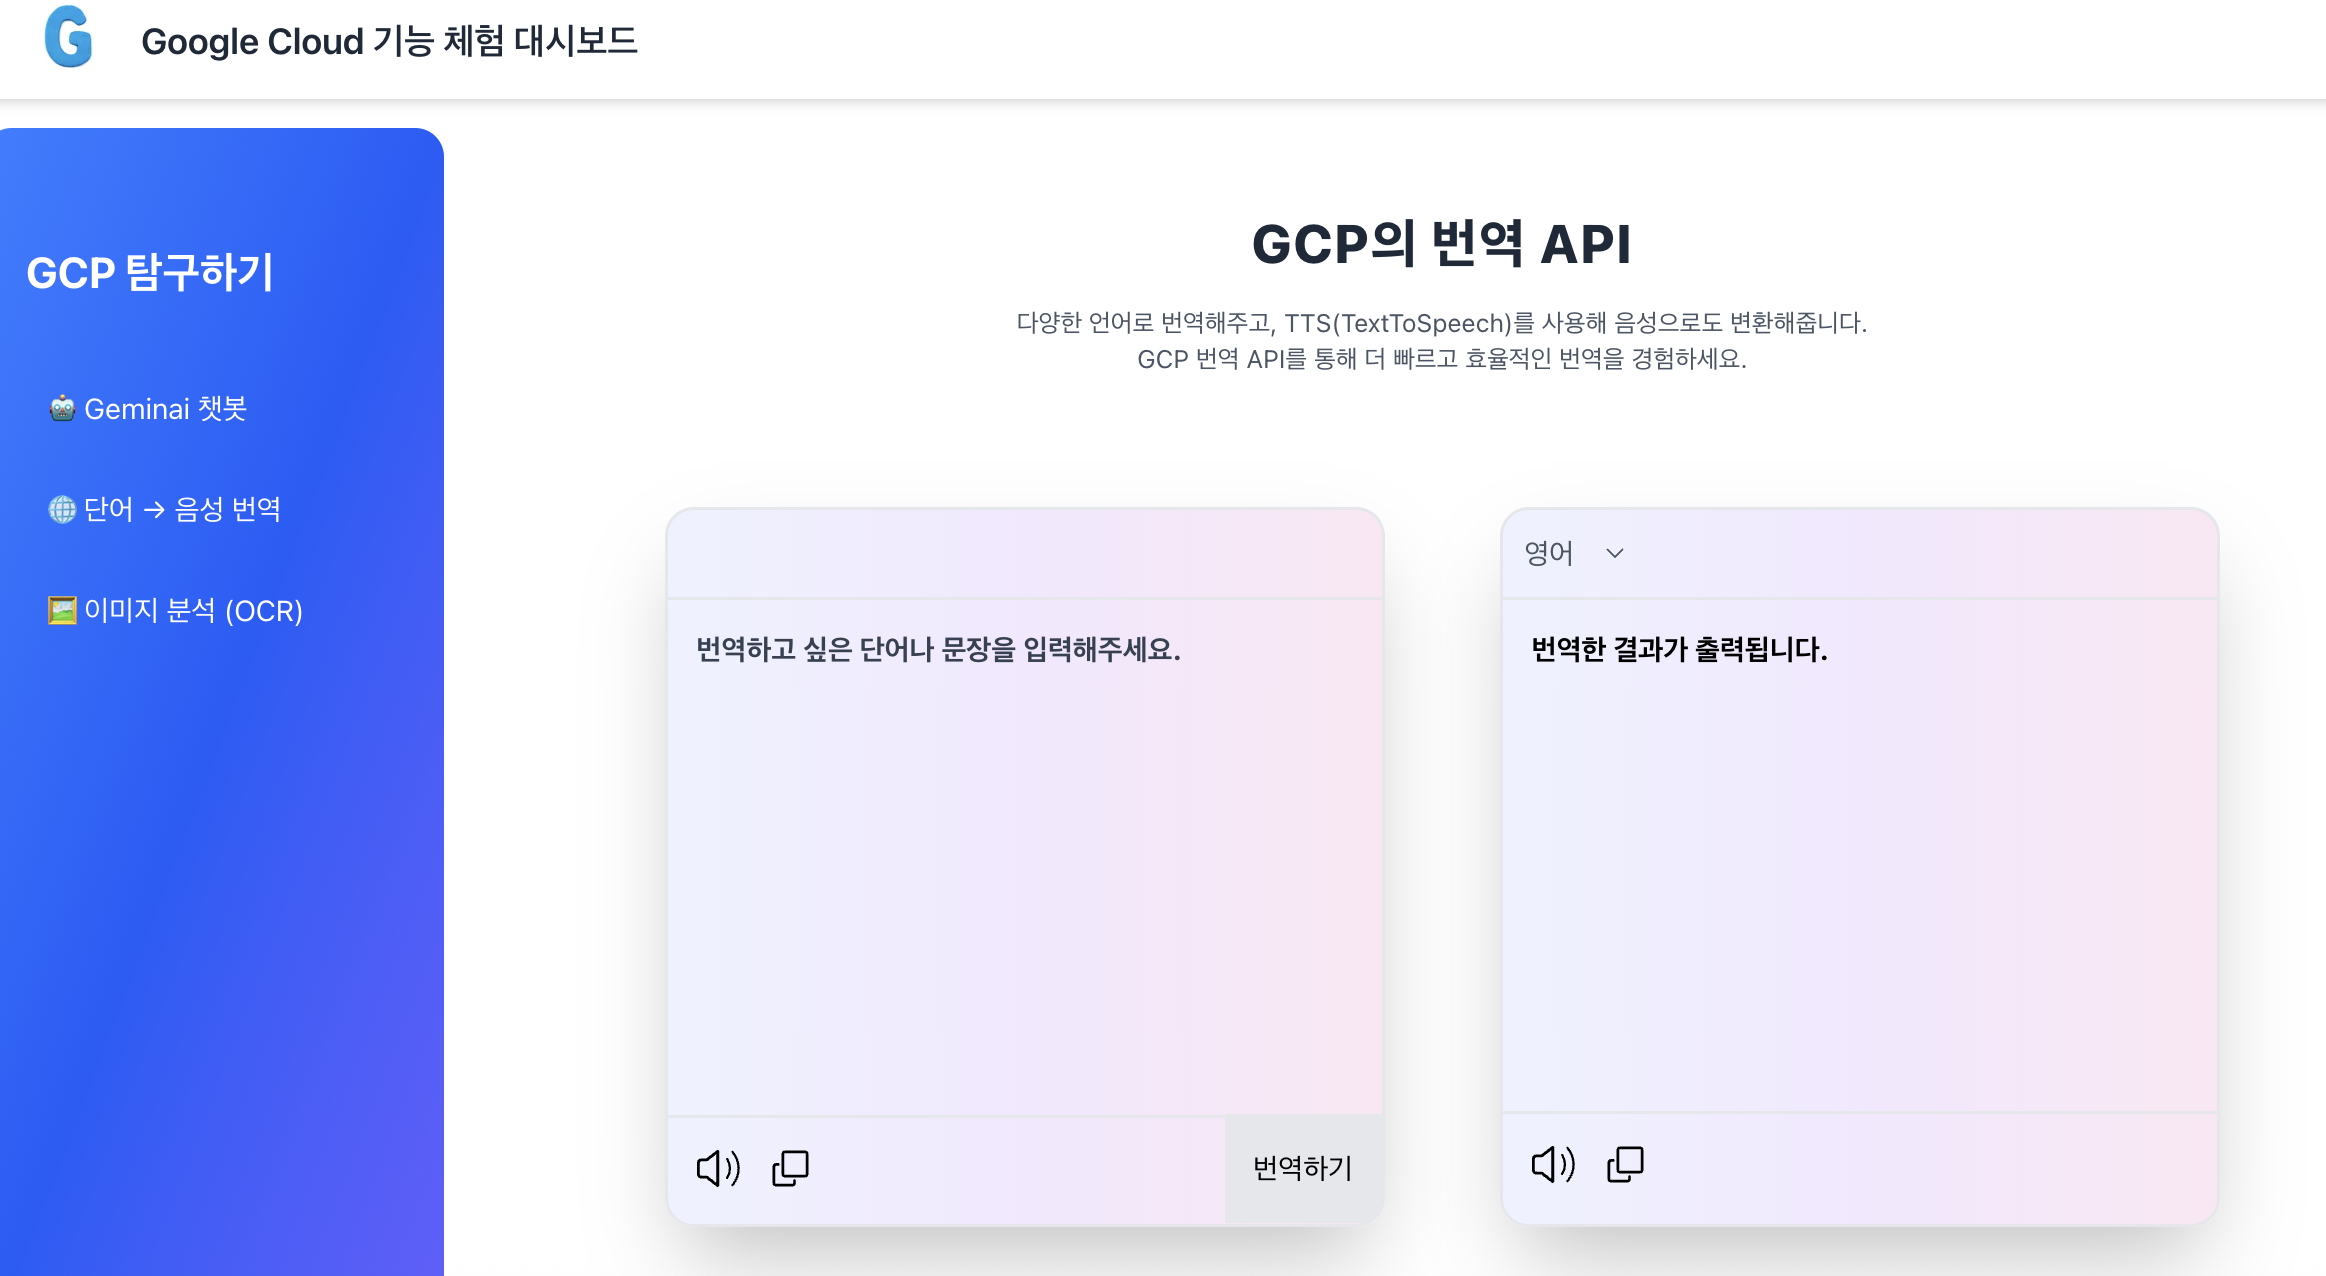 G
Google Cloud 기능 체험 대시보드
GCP 탐구하기
🤖 Geminai 챗봇
🌐 단어 → 음성 번역
🖼️ 이미지 분석 (OCR)
GCP의 번역 API
다양한 언어로 번역해주고, TTS(TextToSpeech)를 사용해 음성으로도 변환해줍니다.
GCP 번역 API를 통해 더 빠르고 효율적인 번역을 경험하세요.
번역하고 싶은 단어나 문장을 입력해주세요.
번역하기
영어
번역한 결과가 출력됩니다.